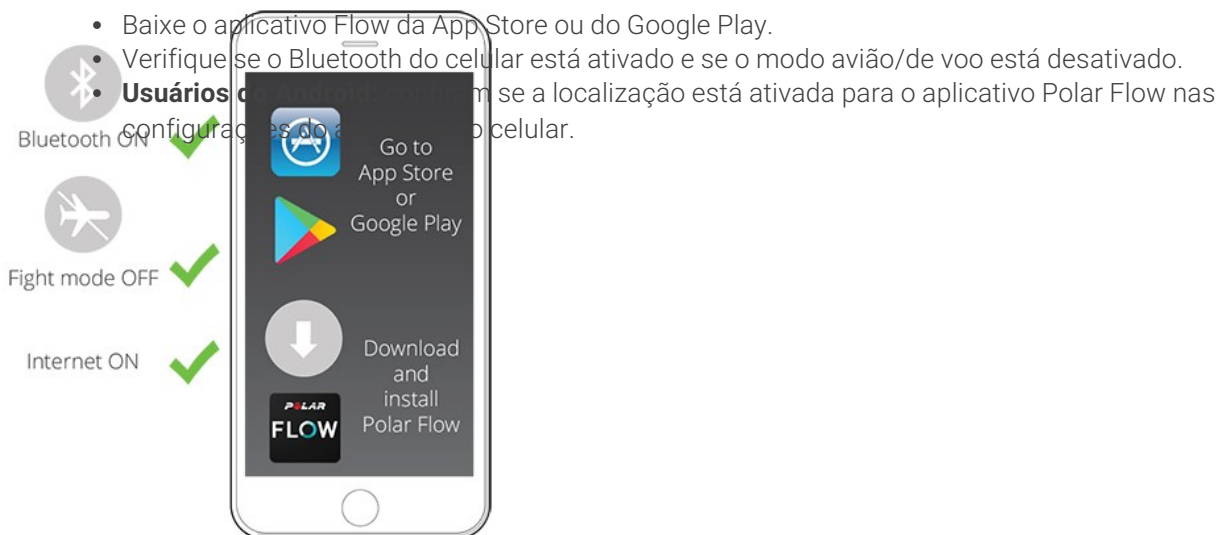 • Baixe o aplicativo Flow da App Store ou do Google Play.
• Verifique se o Bluetooth do celular está ativado e se o modo avião/de voo está desativado.
• Usuários do Android: m se a localização está ativada para o aplicativo Polar Flow nas
configurações do celular.
Bluetooth ON
Fight mode OFF
Internet ON
Go to
App Store
or
Google Play
Download
and
install
Polar Flow
POLAR
FLOW